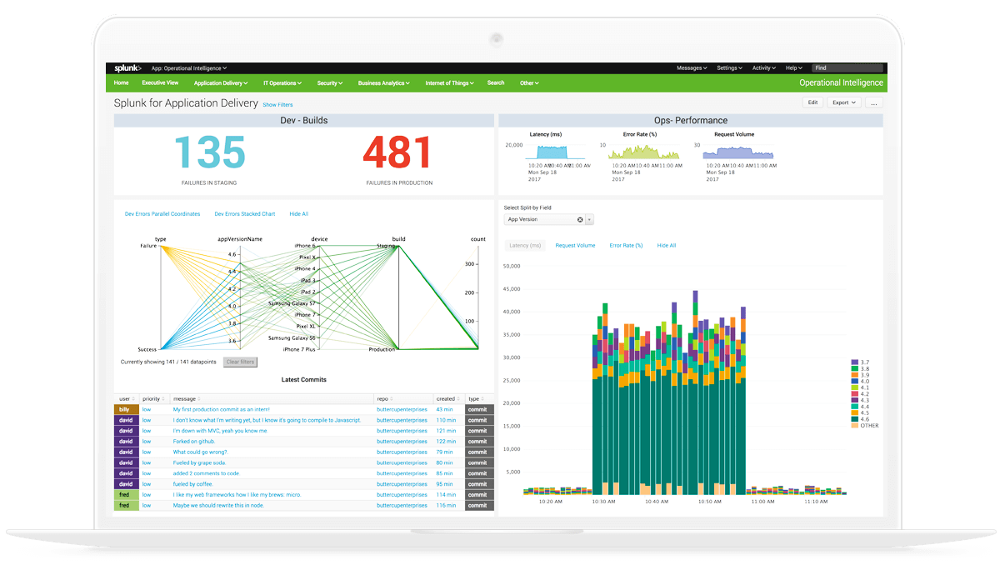 splunk> App: Operational Intelligence Messages Settings Activity Help Find
Home Executive View Application Delivery IT Operations Security Business Analytics Internet of Things Search Other Operational Intelligence
Splunk for Application Delivery Show Filters Edit Export ...
Dev - Builds
135 481
FAILURES IN STAGING FAILURES IN PRODUCTION
Ops- Performance
Latency (ms) Error Rate (%) Request Volume
20,000 10 30
10:20 AM 10:40 AM 11:00 AM 10:20 AM 10:40 AM 11:00 AM 10:20 AM 10:40 AM 11:00 AM
Mon Sep 18 Mon Sep 18 Mon Sep 18
2017 2017 2017
Dev Errors Parallel Coordinates Dev Errors Stacked Chart Hide All
type appVersionName device build count
Failure iPhone 6 Staging
4.6 Pixel X
300
4.4 iPhone 4
iPad 3
4.2 iPad 2 200
4.0 Samsung Galaxy S7
iPhone 7
100
3.8 Pixel XL
3.6 Samsung Galaxy S6
Success iPhone 7 Plus Production
Currently showing 141 / 141 datapoints Clear filters
Latest Commits
user priority message repo created type
billy low My first production commit as an intern! buttercupenterprises 43 min commit
david low I don't know what I'm writing yet, but I know it's going to compile to Javascript. buttercupenterprises 110 min commit
david low I'm down with MVC, yeah you know me buttercupenterprises 121 min commit
david low Forked on github. buttercupenterprises 122 min commit
david low What could go wrong?. buttercupenterprises 79 min commit
david low Fueled by grape soda. buttercupenterprises 80 min commit
david low added 2 comments to code. buttercupenterprises 85 min commit
david low fueled by coffee. buttercupenterprises 95 min commit
fred low I like my web frameworks how I like my brews: micro. buttercupenterprises 114 min commit
fred low Maybe we should rewrite this in node. buttercupenterprises 116 min commit
Select Split-by Field
App Version
Latency (ms) Request Volume Error Rate (%) Hide All
50,000
45,000
40,000
35,000
30,000
25,000
20,000
15,000
10,000
5,000
10:20 AM 10:30 AM 10:40 AM 10:50 AM 11:00 AM 11:10 AM
3.7
3.8
3.9
4.0
4.1
4.2
4.3
4.4
4.5
4.6
OTHER